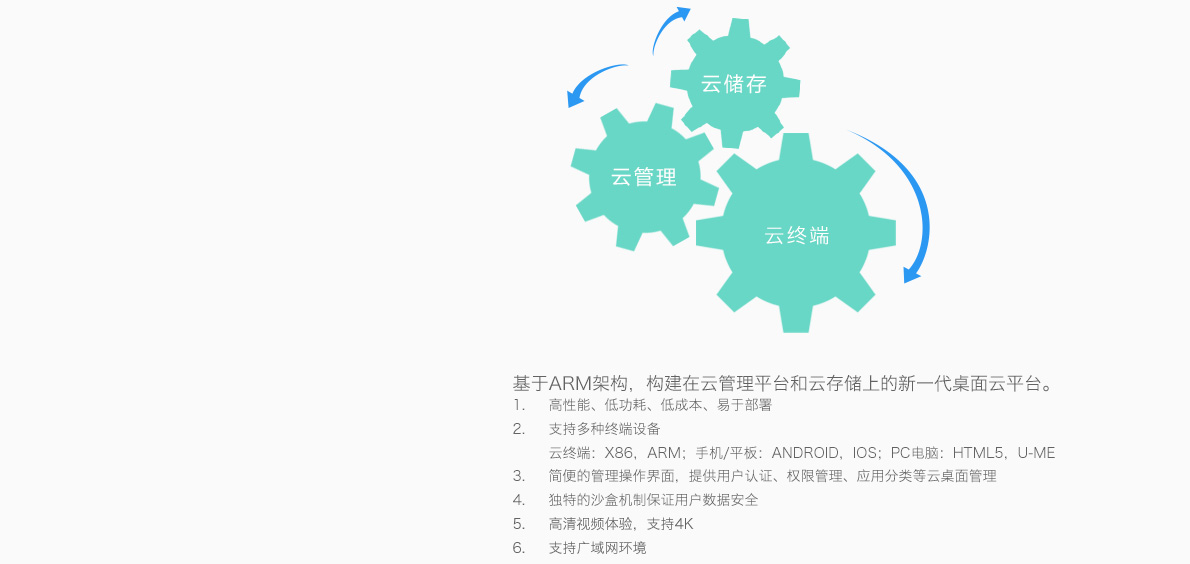 云储存
云管理
云终端
基于ARM架构，构建在云管理平台和云存储上的新一代桌面云平台。
1. 高性能、低功耗、低成本、易于部署
2. 支持多种终端设备
云终端：X86，ARM；手机/平板：ANDROID，IOS；PC电脑：HTML5，U-ME
3. 简便的管理操作界面，提供用户认证、权限管理、应用分类等云桌面管理
4. 独特的沙盒机制保证用户数据安全
5. 高清视频体验，支持4K
6. 支持广域网环境